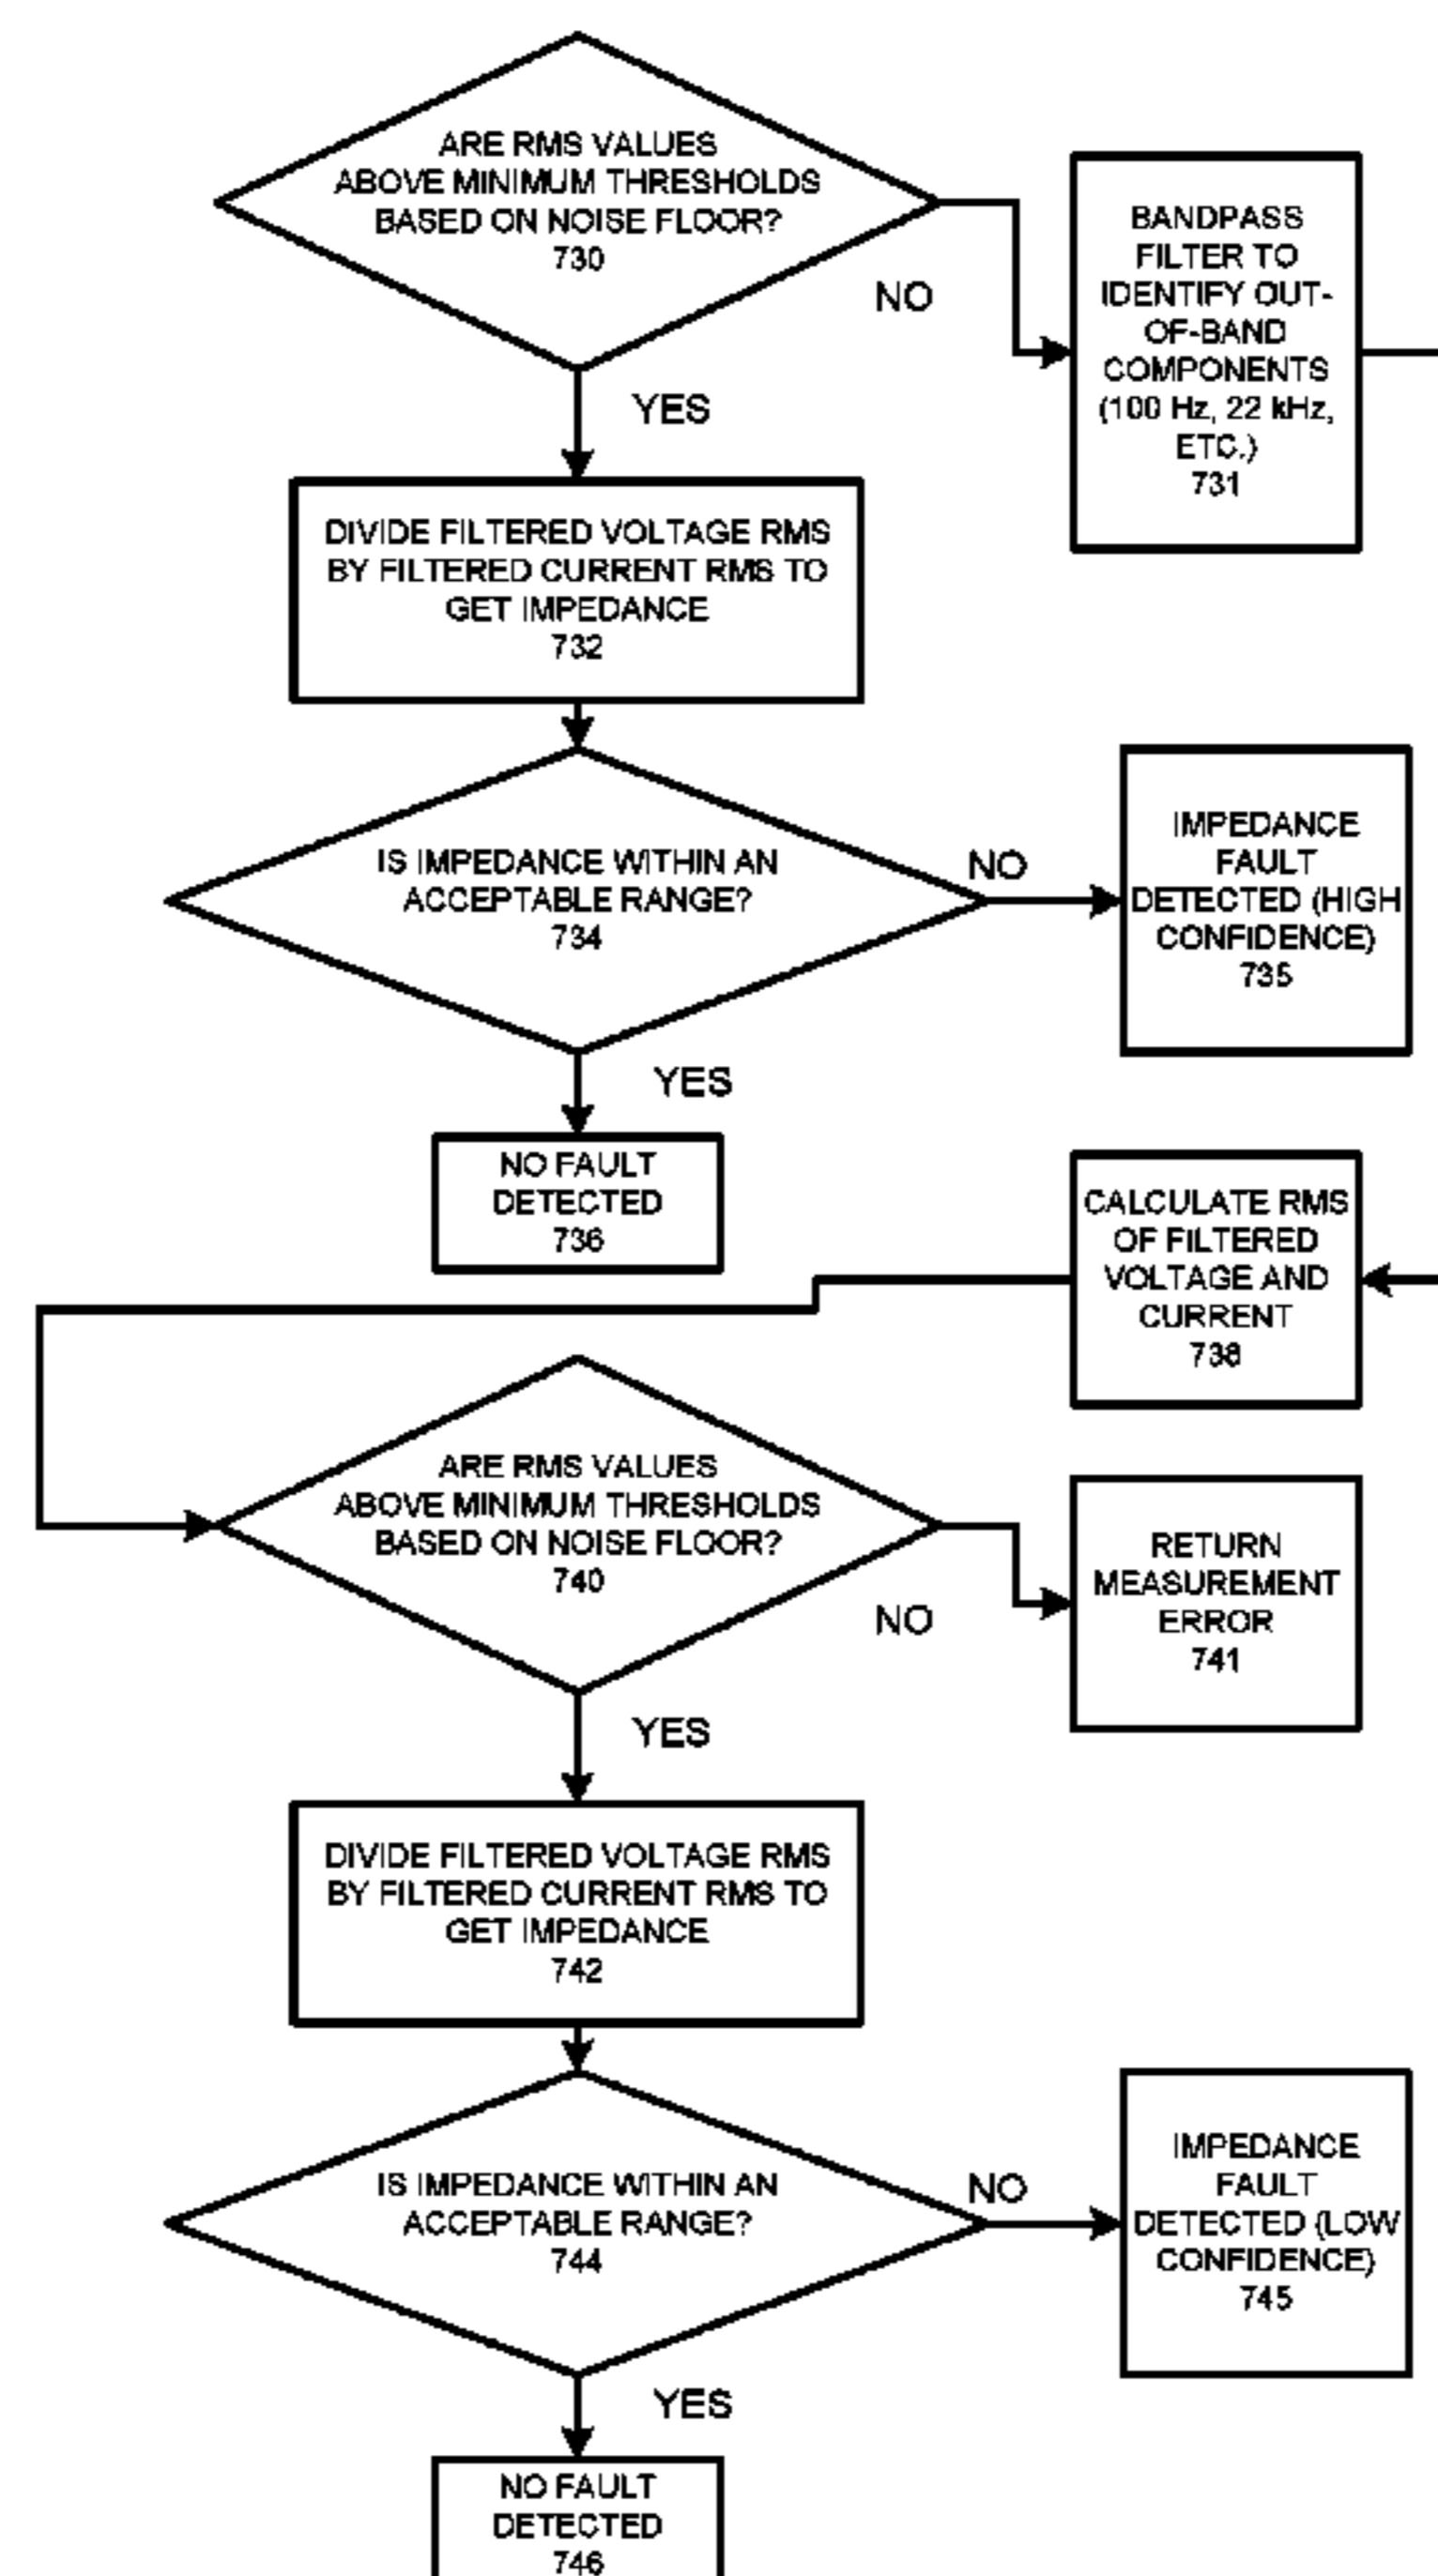 ARE RMS VALUES
ABOVE MINIMUM THRESHOLDS
BASED ON NOISE FLOOR?
730
NO
BANDPASS
FILTER TO
IDENTIFY OUT-
OF-BAND
COMPONENTS
(100 Hz, 22 kHz,
ETC.)
731
YES
DIVIDE FILTERED VOLTAGE RMS
BY FILTERED CURRENT RMS TO
GET IMPEDANCE
732
IS IMPEDANCE WITHIN AN
ACCEPTABLE RANGE?
734
NO
IMPEDANCE
FAULT
DETECTED (HIGH
CONFIDENCE)
735
YES
NO FAULT
DETECTED
736
CALCULATE RMS
OF FILTERED
VOLTAGE AND
CURRENT
738
ARE RMS VALUES
ABOVE MINIMUM THRESHOLDS
BASED ON NOISE FLOOR?
740
NO
RETURN
MEASUREMENT
ERROR
741
YES
DIVIDE FILTERED VOLTAGE RMS
BY FILTERED CURRENT RMS TO
GET IMPEDANCE
742
IS IMPEDANCE WITHIN AN
ACCEPTABLE RANGE?
744
NO
IMPEDANCE
FAULT
DETECTED (LOW
CONFIDENCE)
745
YES
NO FAULT
DETECTED
746